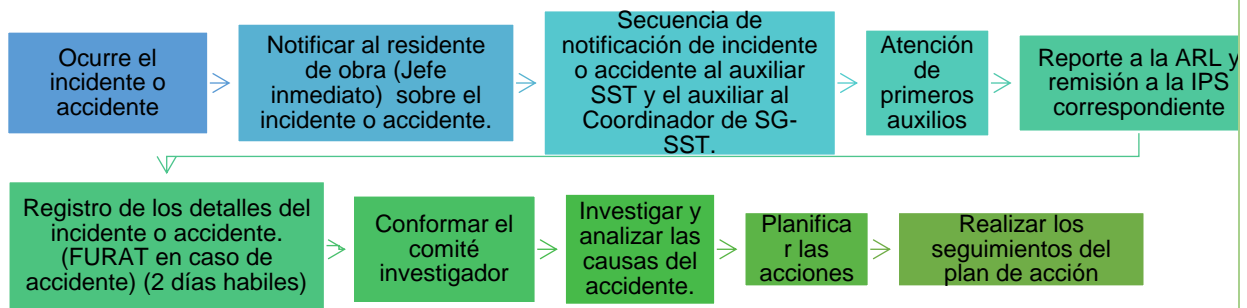 Ocurre el
incidente o
accidente
Notificar al residente
de obra (Jefe
inmediato) sobre el
incidente o accidente.
Secuencia de
notificación de incidente
o accidente al auxiliar
SST y el auxiliar al
Coordinador de SG-
SST.
Atención
de
primeros
auxilios
Reporte a la ARL y
remisión a la IPS
correspondiente
Registro de los detalles del
incidente o accidente.
(FURAT en caso de
accidente) (2 días habiles)
Conformar el
comité
investigador
Investigar y
analizar las
causas del
accidente.
Planifica
r las
acciones
Realizar los
seguimientos del
plan de acción